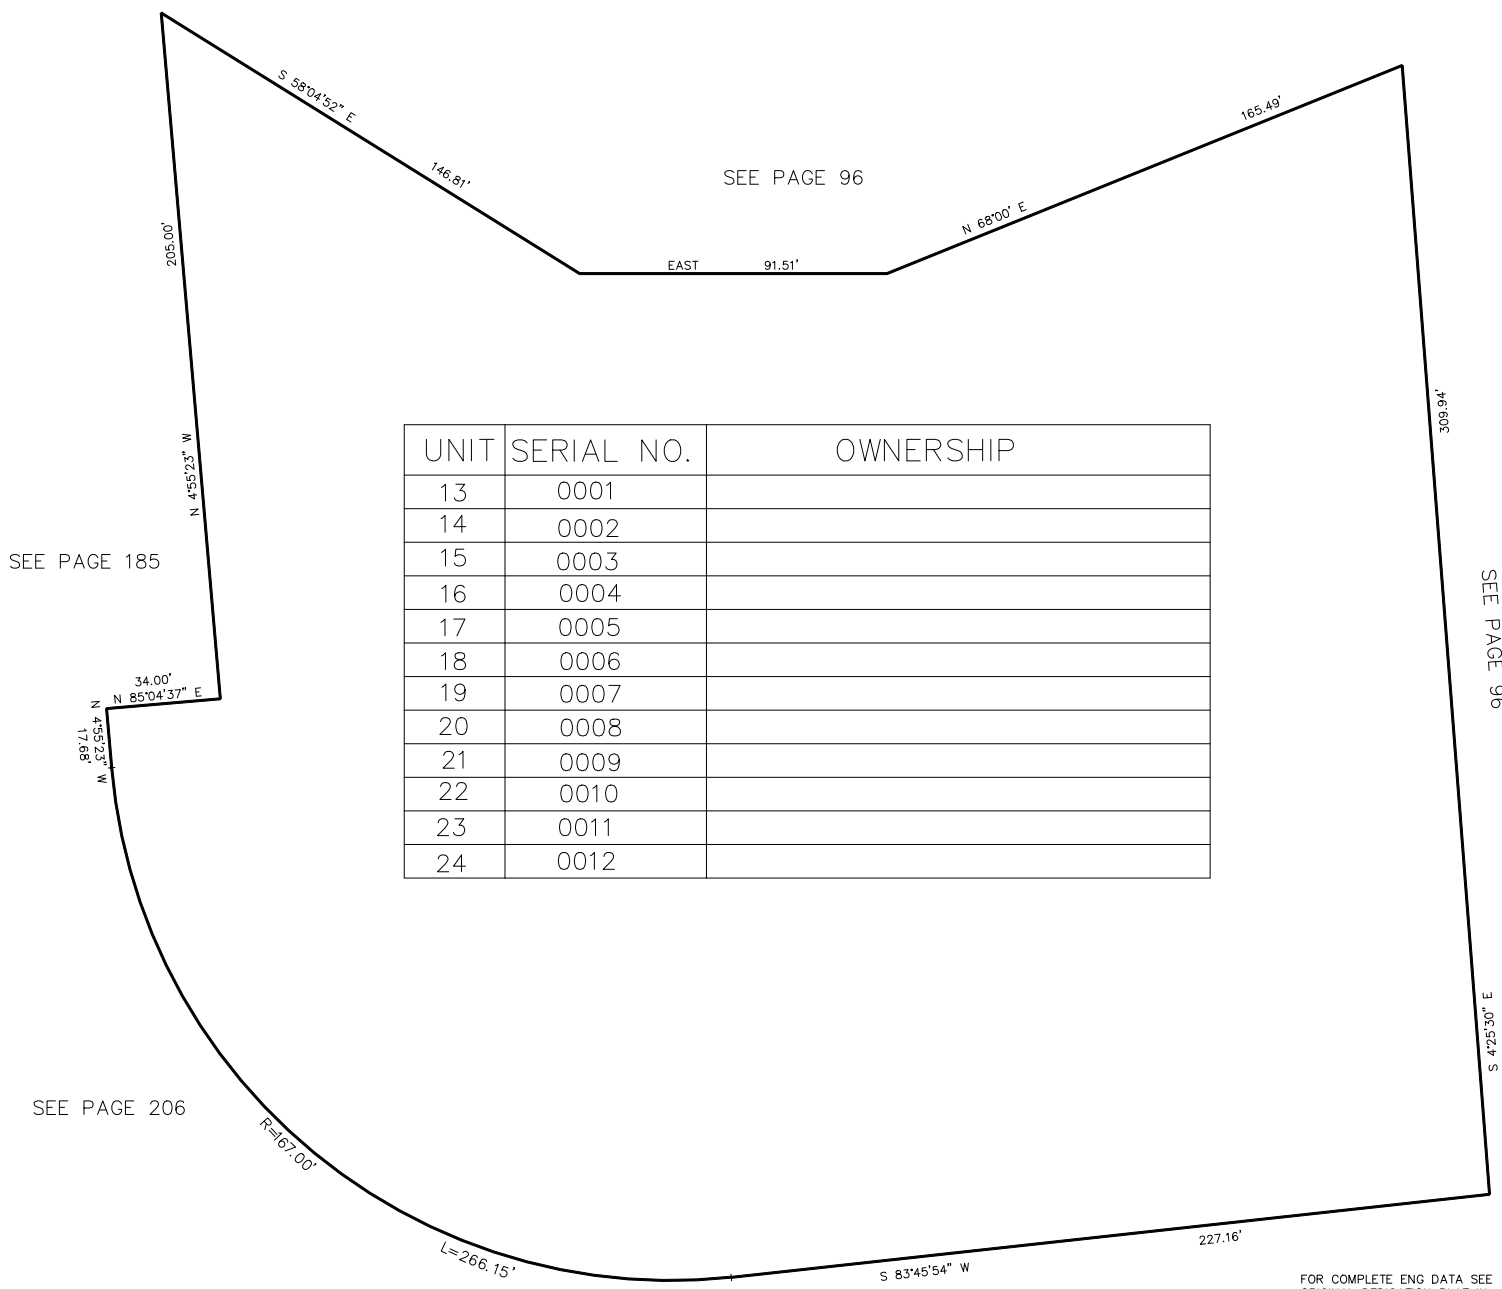 S 58°04'52" E
146.81'
SEE PAGE 96
165.49'
N 68°00' E
205.00'
EAST 91.51'
309.94'
N 4°55'23" W
UNIT SERIAL NO. OWNERSHIP
13 0001
14 0002
15 0003
16 0004
17 0005
18 0006
19 0007
20 0008
21 0009
22 0010
23 0011
24 0012
SEE PAGE 185
SEE PAGE 96
34.00'
N 85°04'37" E
N 4°55'23" W
17.68'
S 4°25'30" E
SEE PAGE 206
R=167.00'
L=266.15'
227.16'
S 83°45'54" W
FOR COMPLETE ENG DATA SEE